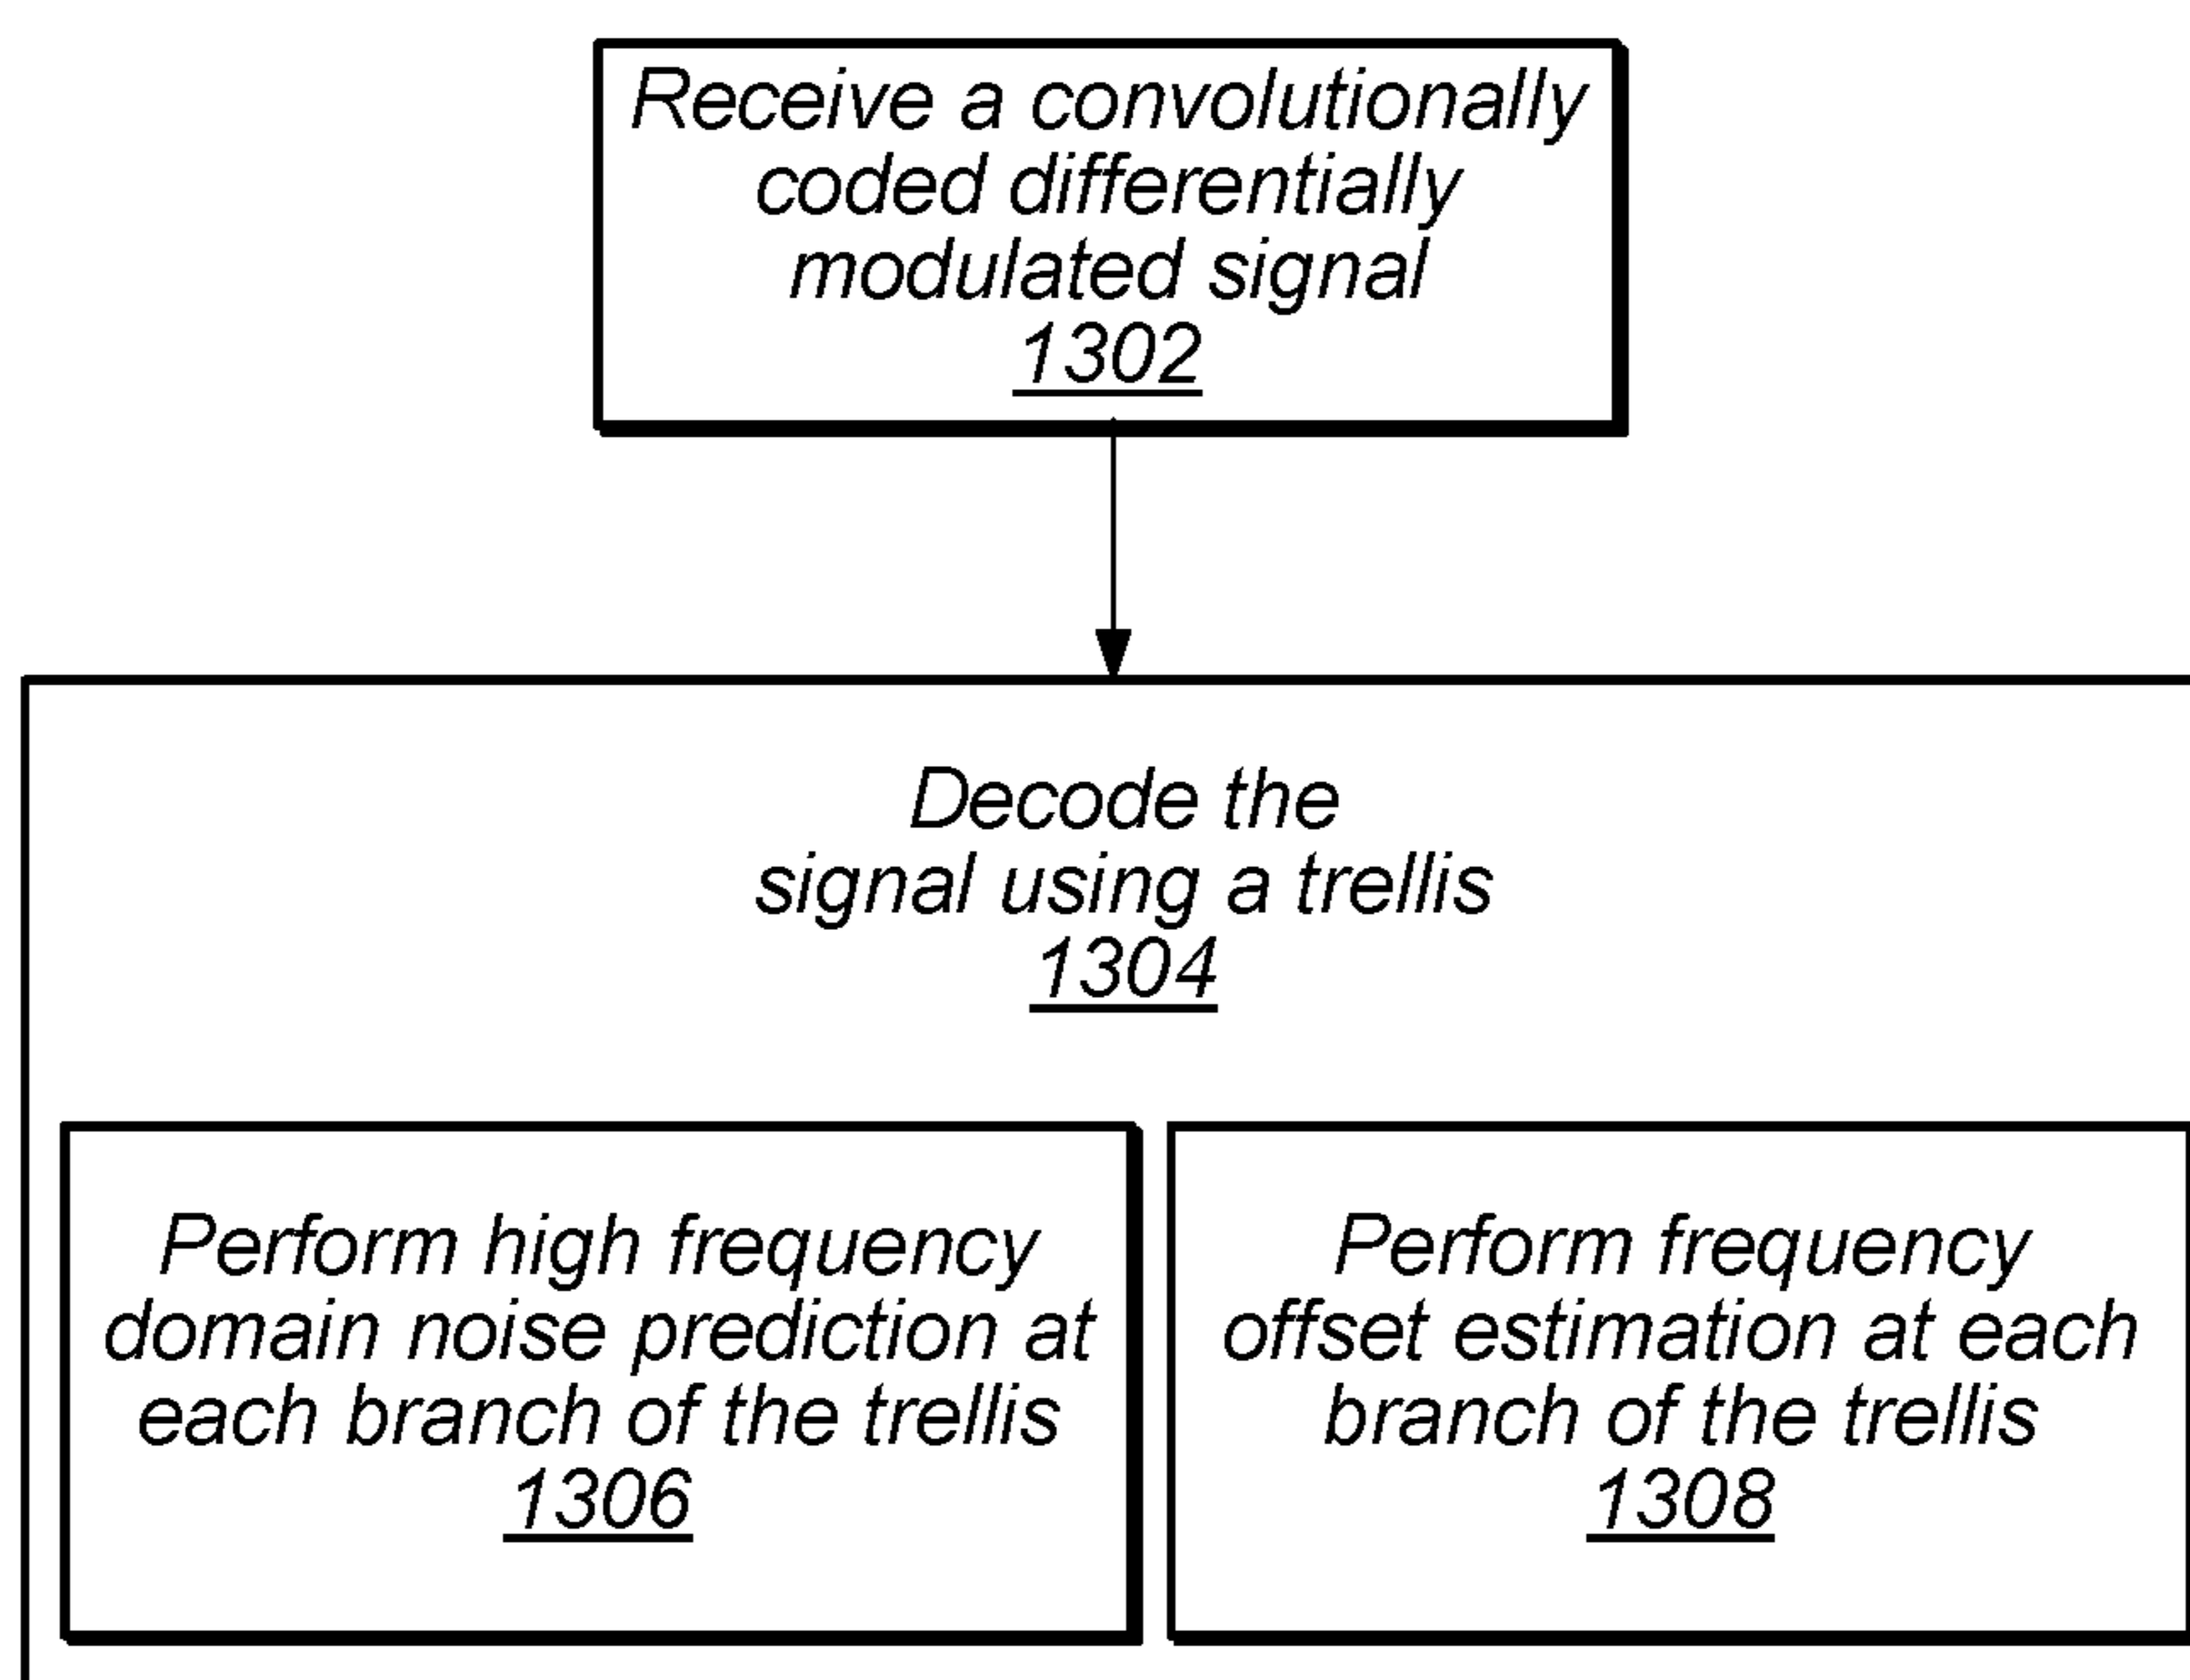 Receive a convolutionally
coded differentially
modulated signal
1302
Decode the
signal using a trellis
1304
Perform high frequency
domain noise prediction at
each branch of the trellis
1306
Perform frequency
offset estimation at each
branch of the trellis
1308